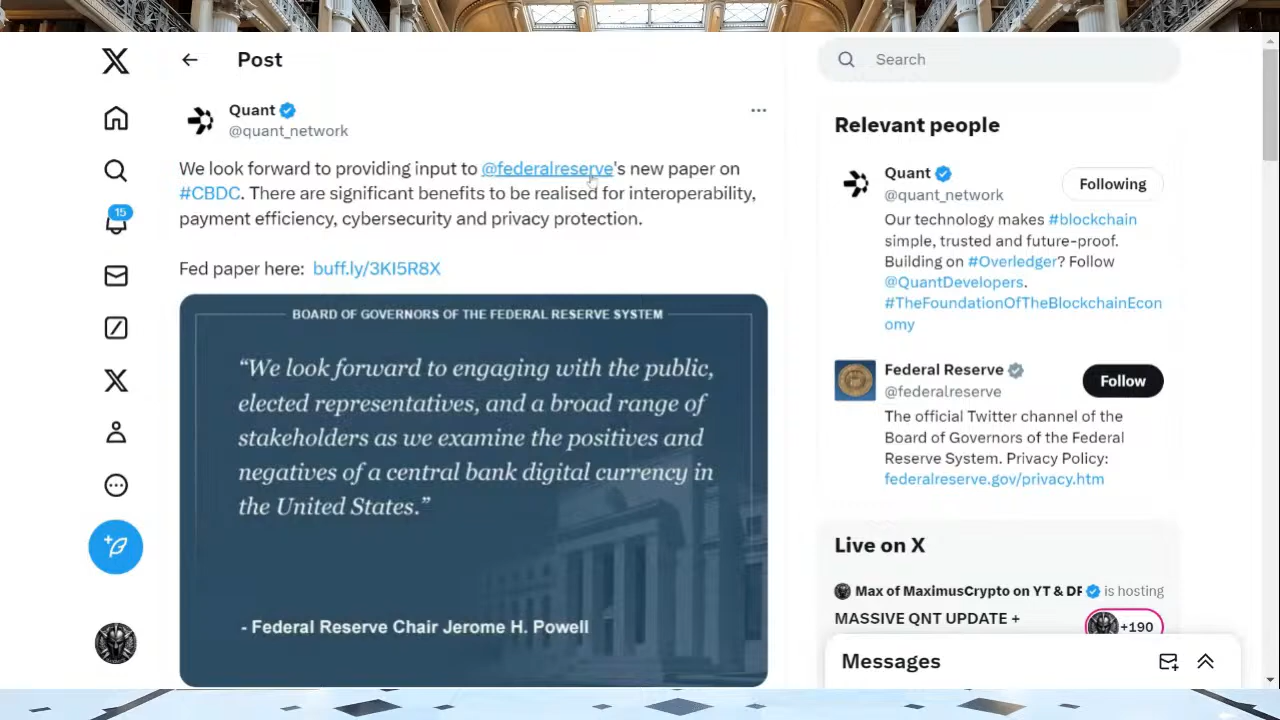 Post
Search
Quant
@quant_network
We look forward to providing input to @federalreserve's new paper on
#CBDC. There are significant benefits to be realised for interoperability,
payment efficiency, cybersecurity and privacy protection.
Fed paper here: buff.ly/3KI5R8X
BOARD OF GOVERNORS OF THE FEDERAL RESERVE SYSTEM
“We look forward to engaging with the public,
elected representatives, and a broad range of
stakeholders as we examine the positives and
negatives of a central bank digital currency in
the United States.”
- Federal Reserve Chair Jerome H. Powell
15
Relevant people
Quant
@quant_network
Following
Our technology makes #blockchain
simple, trusted and future-proof.
Building on #Overledger? Follow
@QuantDevelopers.
#TheFoundationOfTheBlockchainEcon
omy
Federal Reserve
@federalreserve
Follow
The official Twitter channel of the
Board of Governors of the Federal
Reserve System. Privacy Policy:
federalreserve.gov/privacy.htm
Live on X
Max of MaximusCrypto on YT & DF is hosting
MASSIVE QNT UPDATE +
+190
Messages